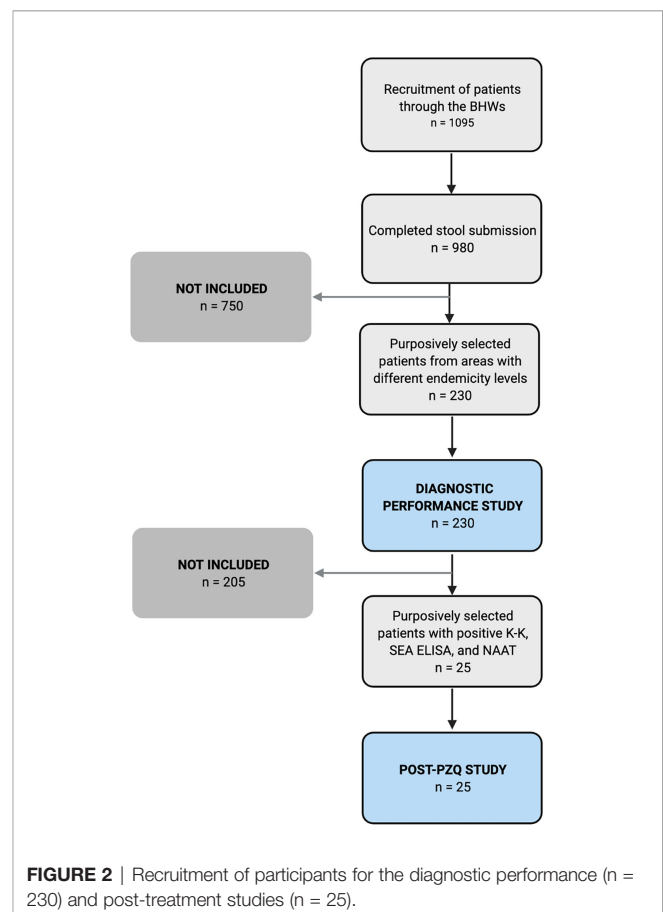 Recruitment of patients
through the BHWs
n = 1095
Completed stool submission
n = 980
NOT INCLUDED
n = 750
Purposively selected
patients from areas with
different endemicity levels
n = 230
DIAGNOSTIC
PERFORMANCE STUDY
n = 230
NOT INCLUDED
n = 205
Purposively selected
patients with positive K-K,
SEA ELISA, and NAAT
n = 25
POST-PZQ STUDY
n = 25
FIGURE 2 | Recruitment of participants for the diagnostic performance (n =
230) and post-treatment studies (n = 25).